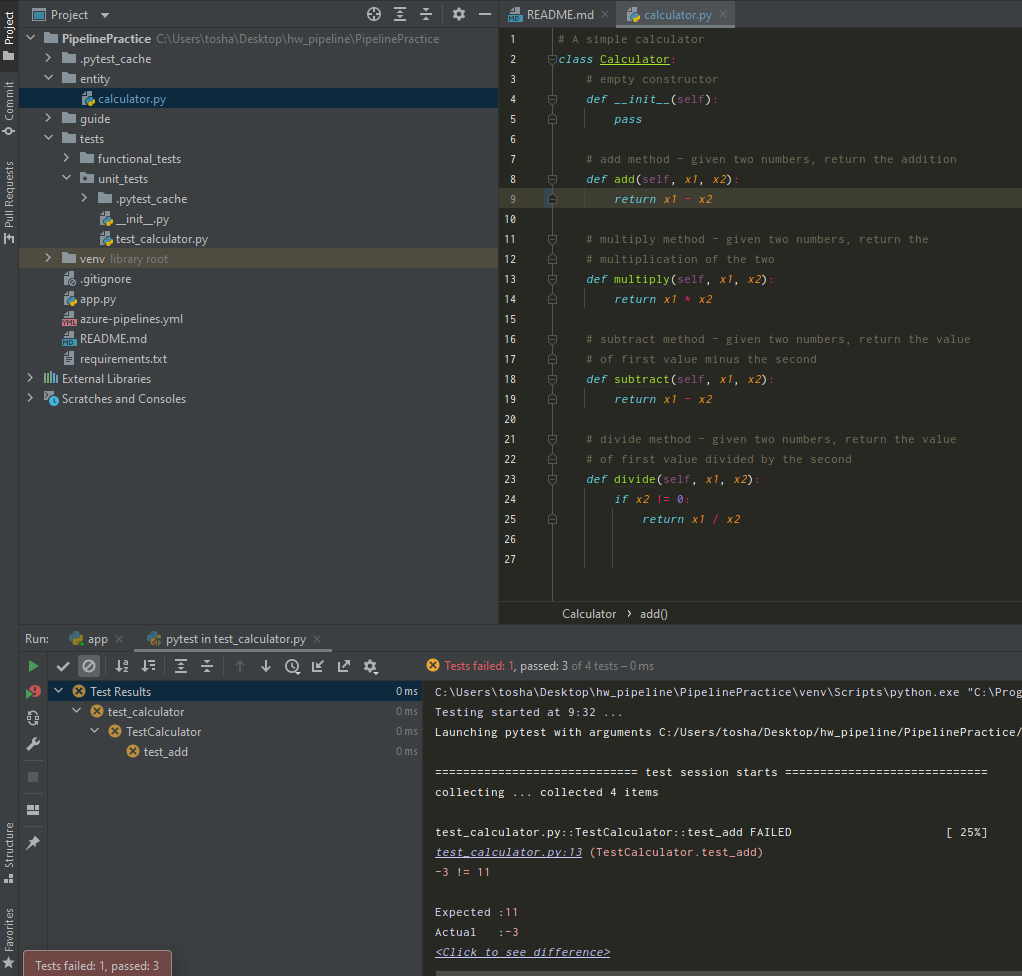 Project
README.md
calculator.py
Project
Commit
Pull Requests
Structure
Favorites
PipelinePractice C:\Users\tosha\Desktop\hw_pipeline\PipelinePractice
.pytest_cache
entity
calculator.py
guide
tests
functional_tests
unit_tests
.pytest_cache
__init__.py
test_calculator.py
venv library root
.gitignore
app.py
azure-pipelines.yml
README.md
requirements.txt
External Libraries
Scratches and Consoles
1 # A simple calculator
2 class Calculator:
3 # empty constructor
4 def __init__(self):
5 pass
6
7 # add method - given two numbers, return the addition
8 def add(self, x1, x2):
9 return x1 - x2
10
11 # multiply method - given two numbers, return the
12 # multiplication of the two
13 def multiply(self, x1, x2):
14 return x1 * x2
15
16 # subtract method - given two numbers, return the value
17 # of first value minus the second
18 def subtract(self, x1, x2):
19 return x1 - x2
20
21 # divide method - given two numbers, return the value
22 # of first value divided by the second
23 def divide(self, x1, x2):
24 if x2 != 0:
25 return x1 / x2
26
27
Calculator › add()
Run: app pytest in test_calculator.py
Tests failed: 1, passed: 3 of 4 tests – 0 ms
Test Results 0 ms
test_calculator 0 ms
TestCalculator 0 ms
test_add 0 ms
C:\Users\tosha\Desktop\hw_pipeline\PipelinePractice\venv\Scripts\python.exe "C:\Prog
Testing started at 9:32 ...
Launching pytest with arguments C:/Users/tosha/Desktop/hw_pipeline/PipelinePractice/
============================= test session starts =============================
collecting ... collected 4 items
test_calculator.py::TestCalculator::test_add FAILED [ 25%]
test_calculator.py:13 (TestCalculator.test_add)
-3 != 11
Expected :11
Actual :-3
<Click to see difference>
Tests failed: 1, passed: 3